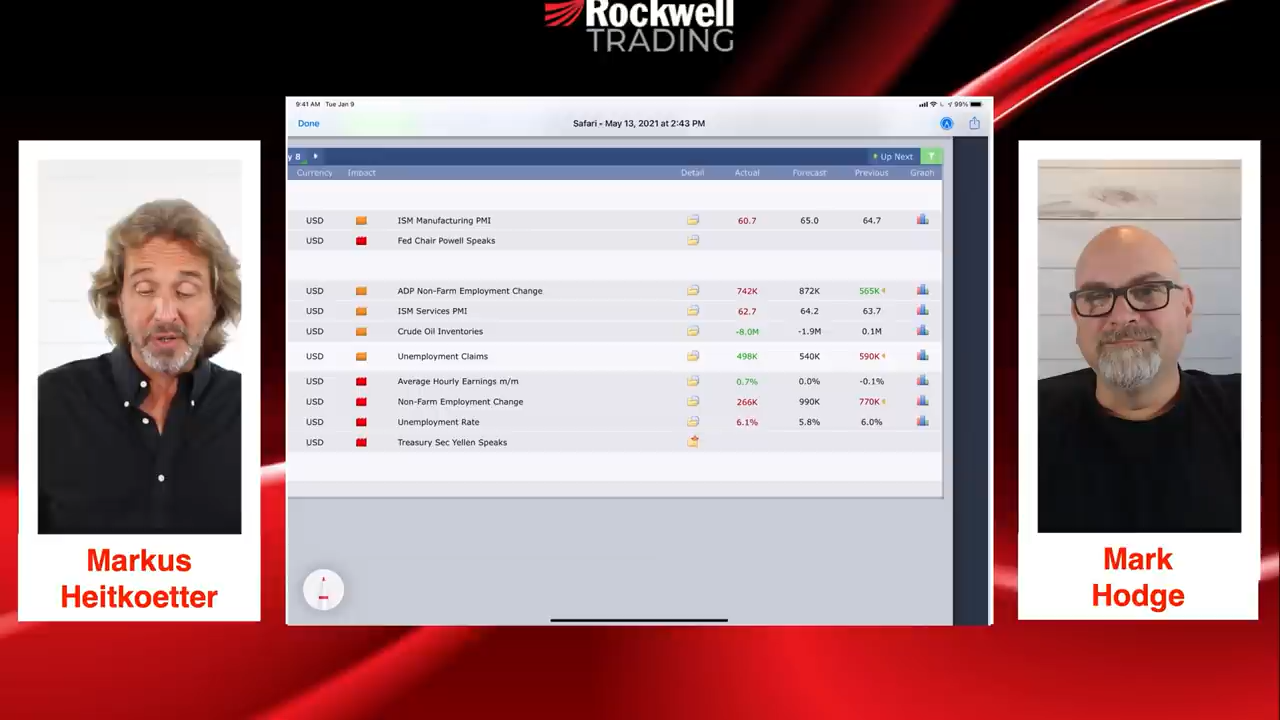 Rockwell
TRADING
9:41 AM Tue Jan 9
99%
Done
Safari - May 13, 2021 at 2:43 PM
y 8
Up Next
Currency Impact Detail Actual Forecast Previous Graph
USD ISM Manufacturing PMI 60.7 65.0 64.7
USD Fed Chair Powell Speaks
USD ADP Non-Farm Employment Change 742K 872K 565K
USD ISM Services PMI 62.7 64.2 63.7
USD Crude Oil Inventories -8.0M -1.9M 0.1M
USD Unemployment Claims 498K 540K 590K
USD Average Hourly Earnings m/m 0.7% 0.0% -0.1%
USD Non-Farm Employment Change 266K 990K 770K
USD Unemployment Rate 6.1% 5.8% 6.0%
USD Treasury Sec Yellen Speaks
Markus
Heitkoetter
Mark
Hodge